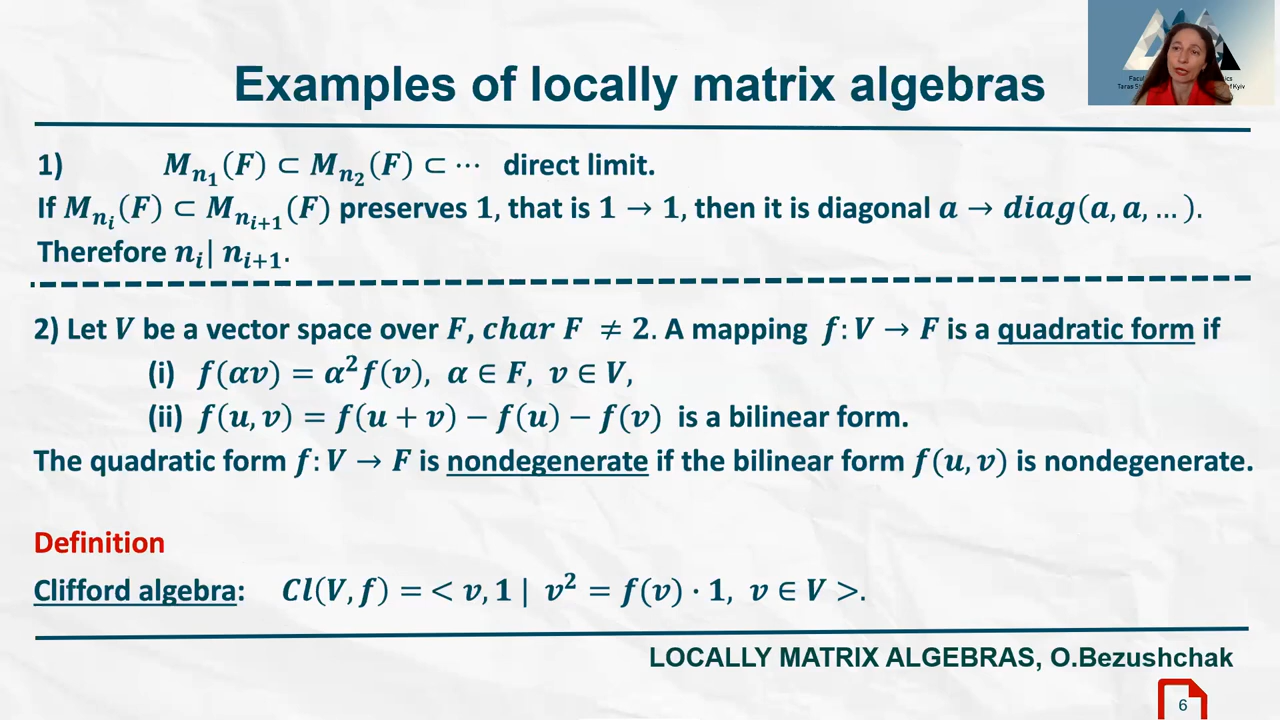 Examples of locally matrix algebras
1) M_{n_1}(F) ⊂ M_{n_2}(F) ⊂ ⋯ direct limit.
If M_{n_i}(F) ⊂ M_{n_{i+1}}(F) preserves 1, that is 1 → 1, then it is diagonal a → diag(a, a, … ).
Therefore n_i| n_{i+1}.
2) Let V be a vector space over F, char F ≠ 2. A mapping f: V → F is a quadratic form if
(i) f(αv) = α²f(v), α ∈ F, v ∈ V,
(ii) f(u, v) = f(u + v) − f(u) − f(v) is a bilinear form.
The quadratic form f: V → F is nondegenerate if the bilinear form f(u, v) is nondegenerate.
Definition
Clifford algebra: Cl(V, f) = < v, 1 | v² = f(v) · 1, v ∈ V >.
LOCALLY MATRIX ALGEBRAS, O.Bezushchak
6